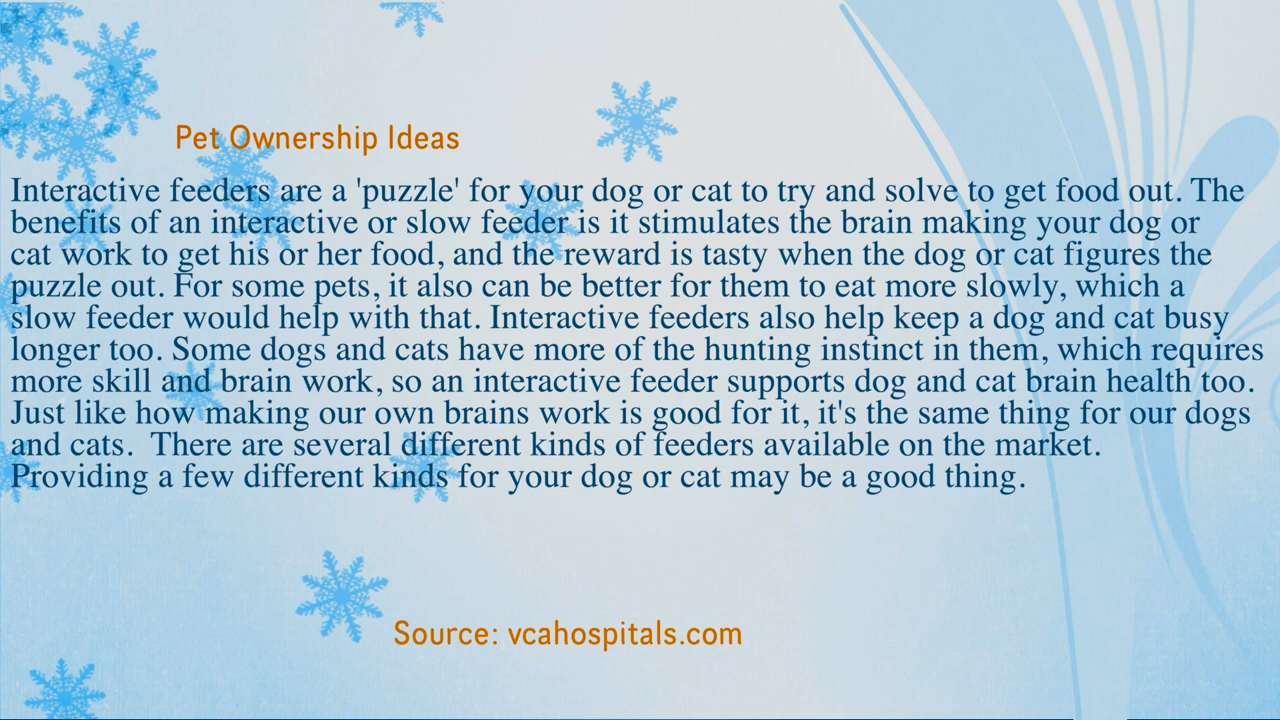 Pet Ownership Ideas
Interactive feeders are a 'puzzle' for your dog or cat to try and solve to get food out. The
benefits of an interactive or slow feeder is it stimulates the brain making your dog or
cat work to get his or her food, and the reward is tasty when the dog or cat figures the
puzzle out. For some pets, it also can be better for them to eat more slowly, which a
slow feeder would help with that. Interactive feeders also help keep a dog and cat busy
longer too. Some dogs and cats have more of the hunting instinct in them, which requires
more skill and brain work, so an interactive feeder supports dog and cat brain health too.
Just like how making our own brains work is good for it, it's the same thing for our dogs
and cats.  There are several different kinds of feeders available on the market.
Providing a few different kinds for your dog or cat may be a good thing.
Source: vcahospitals.com